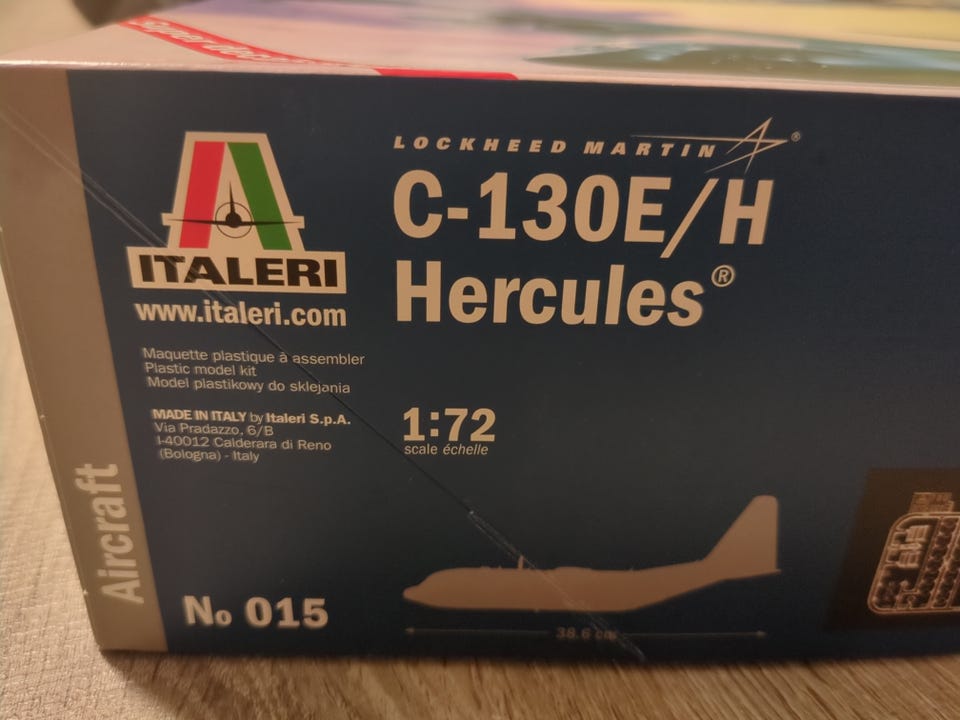 Super dec
LOCKHEED MARTIN ®
C-130E/H
Hercules®
ITALERI
www.italeri.com
Maquette plastique à assembler
Plastic model kit
Model plastikowy do sklejania
MADE IN ITALY by Italeri S.p.A.
Via Pradazzo, 6/B
I-40012 Calderara di Reno
(Bologna) - Italy
1:72
scale échelle
Aircraft
No 015
38.6 cm